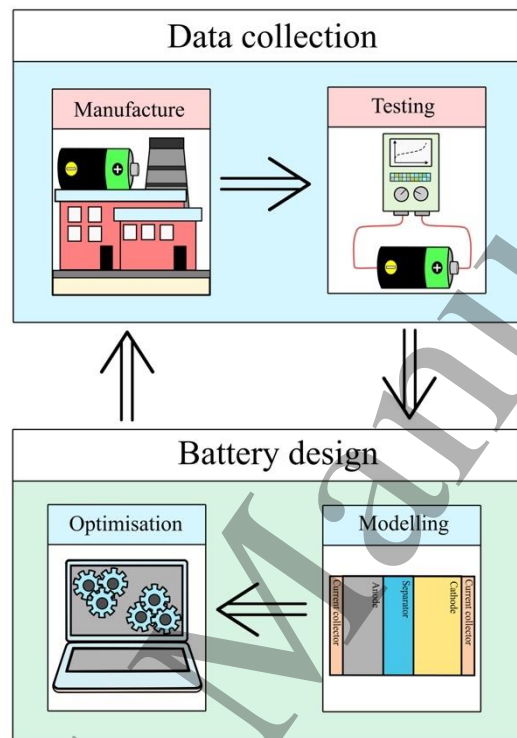 Data collection
Manufacture
Testing
Battery design
Optimisation
Modelling
Current collector
Anode
Separator
Cathode
Current collector